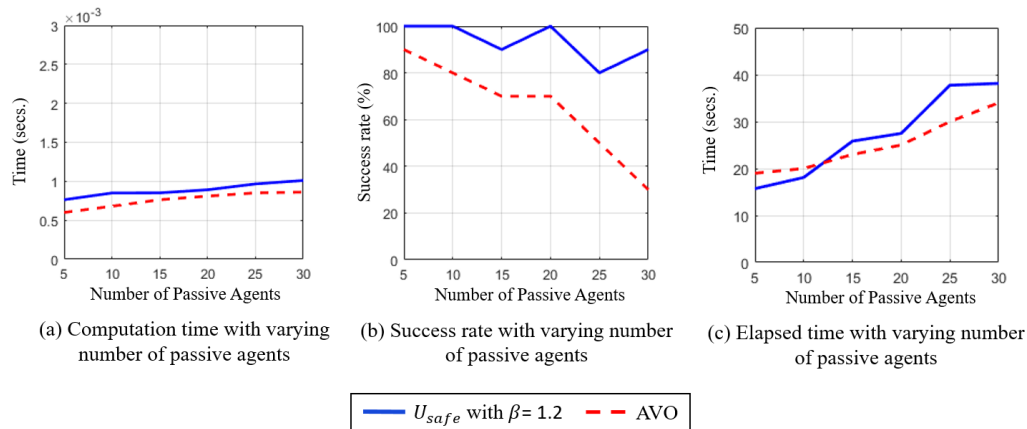 × 10⁻³
3
2.5
2
1.5
1
0.5
0
Time (secs.)
5 10 15 20 25 30
Number of Passive Agents
(a) Computation time with varying
number of passive agents
100
80
60
40
20
0
Success rate (%)
5 10 15 20 25 30
Number of Passive Agents
(b) Success rate with varying number
of passive agents
50
40
30
20
10
0
Time (secs.)
5 10 15 20 25 30
Number of Passive Agents
(c) Elapsed time with varying number
of passive agents
U_safe with β= 1.2 AVO